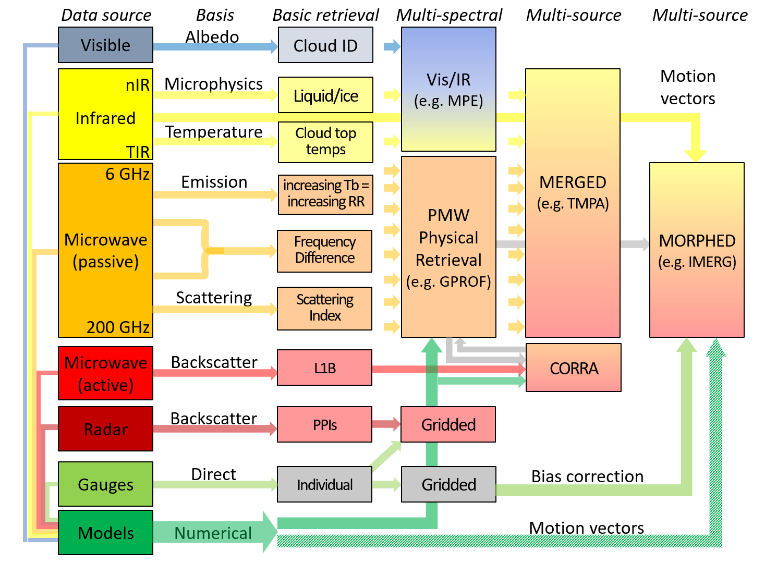 Data source Basis Basic retrieval Multi-spectral Multi-source Multi-source
Visible
Albedo
Cloud ID
Vis/IR
(e.g. MPE)
nIR
Infrared
TIR
Microphysics
Liquid/ice
Temperature
Cloud top
temps
Motion
vectors
6 GHz
Microwave
(passive)
200 GHz
Emission
increasing Tb =
increasing RR
Frequency
Difference
Scattering
Scattering
Index
PMW
Physical
Retrieval
(e.g. GPROF)
MERGED
(e.g. TMPA)
MORPHED
(e.g. IMERG)
Microwave
(active)
Backscatter
L1B
CORRA
Radar
Backscatter
PPIs
Gridded
Gauges
Direct
Individual
Gridded
Bias correction
Models
Numerical
Motion vectors